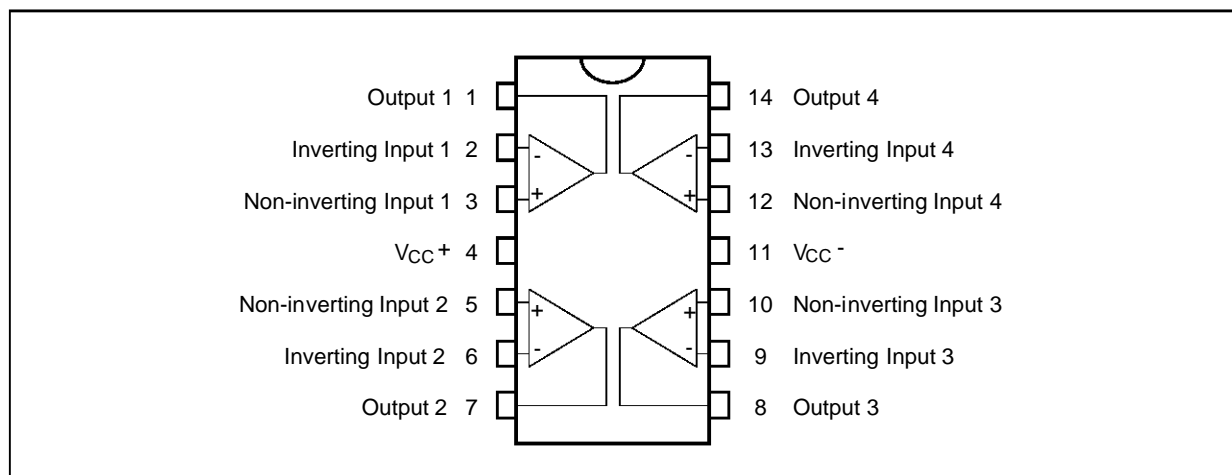 Output 1 1 14 Output 4
Inverting Input 1 2 - - 13 Inverting Input 4
Non-inverting Input 1 3 + + 12 Non-inverting Input 4
VCC + 4 11 VCC -
Non-inverting Input 2 5 + + 10 Non-inverting Input 3
Inverting Input 2 6 - - 9 Inverting Input 3
Output 2 7 8 Output 3